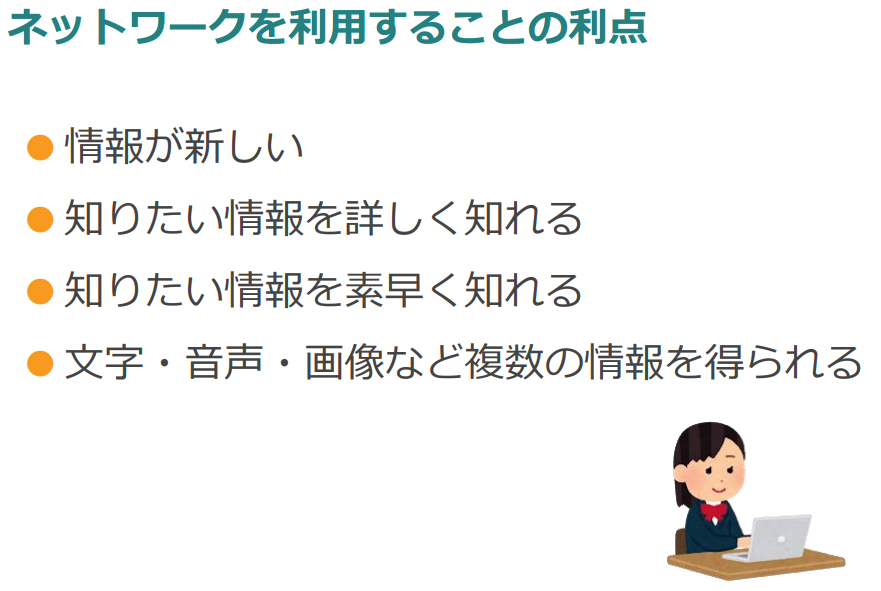 ネットワークを利用することの利点
● 情報が新しい
● 知りたい情報を詳しく知れる
● 知りたい情報を素早く知れる
● 文字・音声・画像など複数の情報を得られる